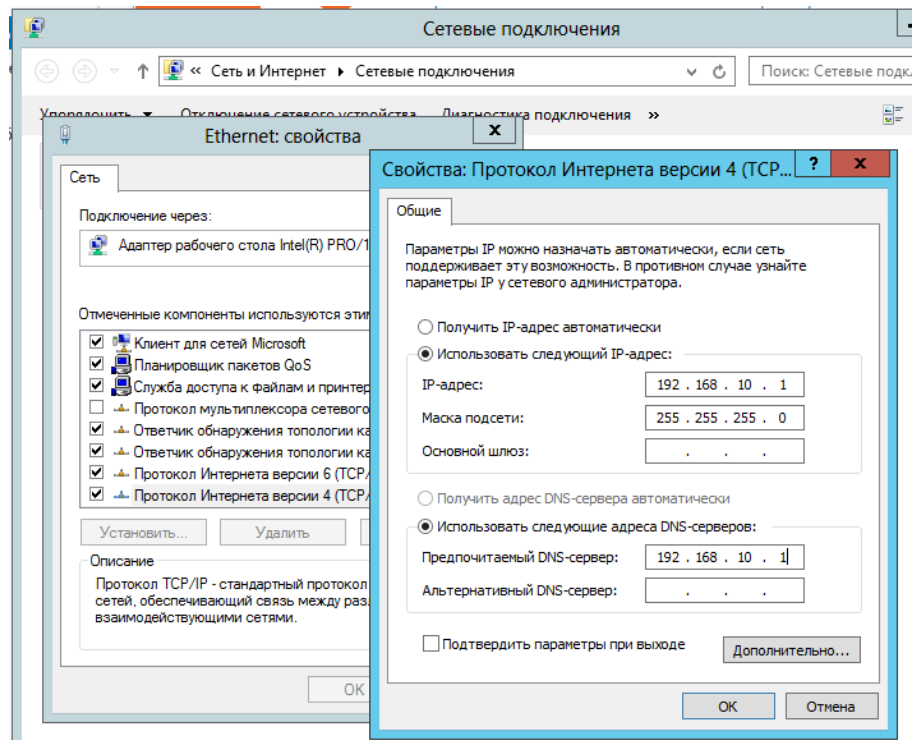 Сетевые подключения
« Сеть и Интернет Сетевые подключения
Поиск: Сетевые подк
Упорядочить Отключение сетевого устройства Диагностика подключения »
Ethernet: свойства
x
Сеть
Подключение через:
Адаптер рабочего стола Intel(R) PRO/1
Отмеченные компоненты используются эти
Клиент для сетей Microsoft
Планировщик пакетов QoS
Служба доступа к файлам и принтер
Протокол мультиплексора сетевого
Ответчик обнаружения топологии ка
Ответчик обнаружения топологии ка
Протокол Интернета версии 6 (TCP/
Протокол Интернета версии 4 (TCP/
Установить...
Удалить
Описание
Протокол TCP/IP - стандартный протокол
сетей, обеспечивающий связь между раз
взаимодействующими сетями.
OK
Свойства: Протокол Интернета версии 4 (TCP...
?
x
Общие
Параметры IP можно назначать автоматически, если сеть
поддерживает эту возможность. В противном случае узнайте
параметры IP у сетевого администратора.
Получить IP-адрес автоматически
Использовать следующий IP-адрес:
IP-адрес:
192 . 168 . 10 . 1
Маска подсети:
255 . 255 . 255 . 0
Основной шлюз:
. . .
Получить адрес DNS-сервера автоматически
Использовать следующие адреса DNS-серверов:
Предпочитаемый DNS-сервер:
192 . 168 . 10 . 1
Альтернативный DNS-сервер:
. . .
Подтвердить параметры при выходе
Дополнительно...
OK
Отмена